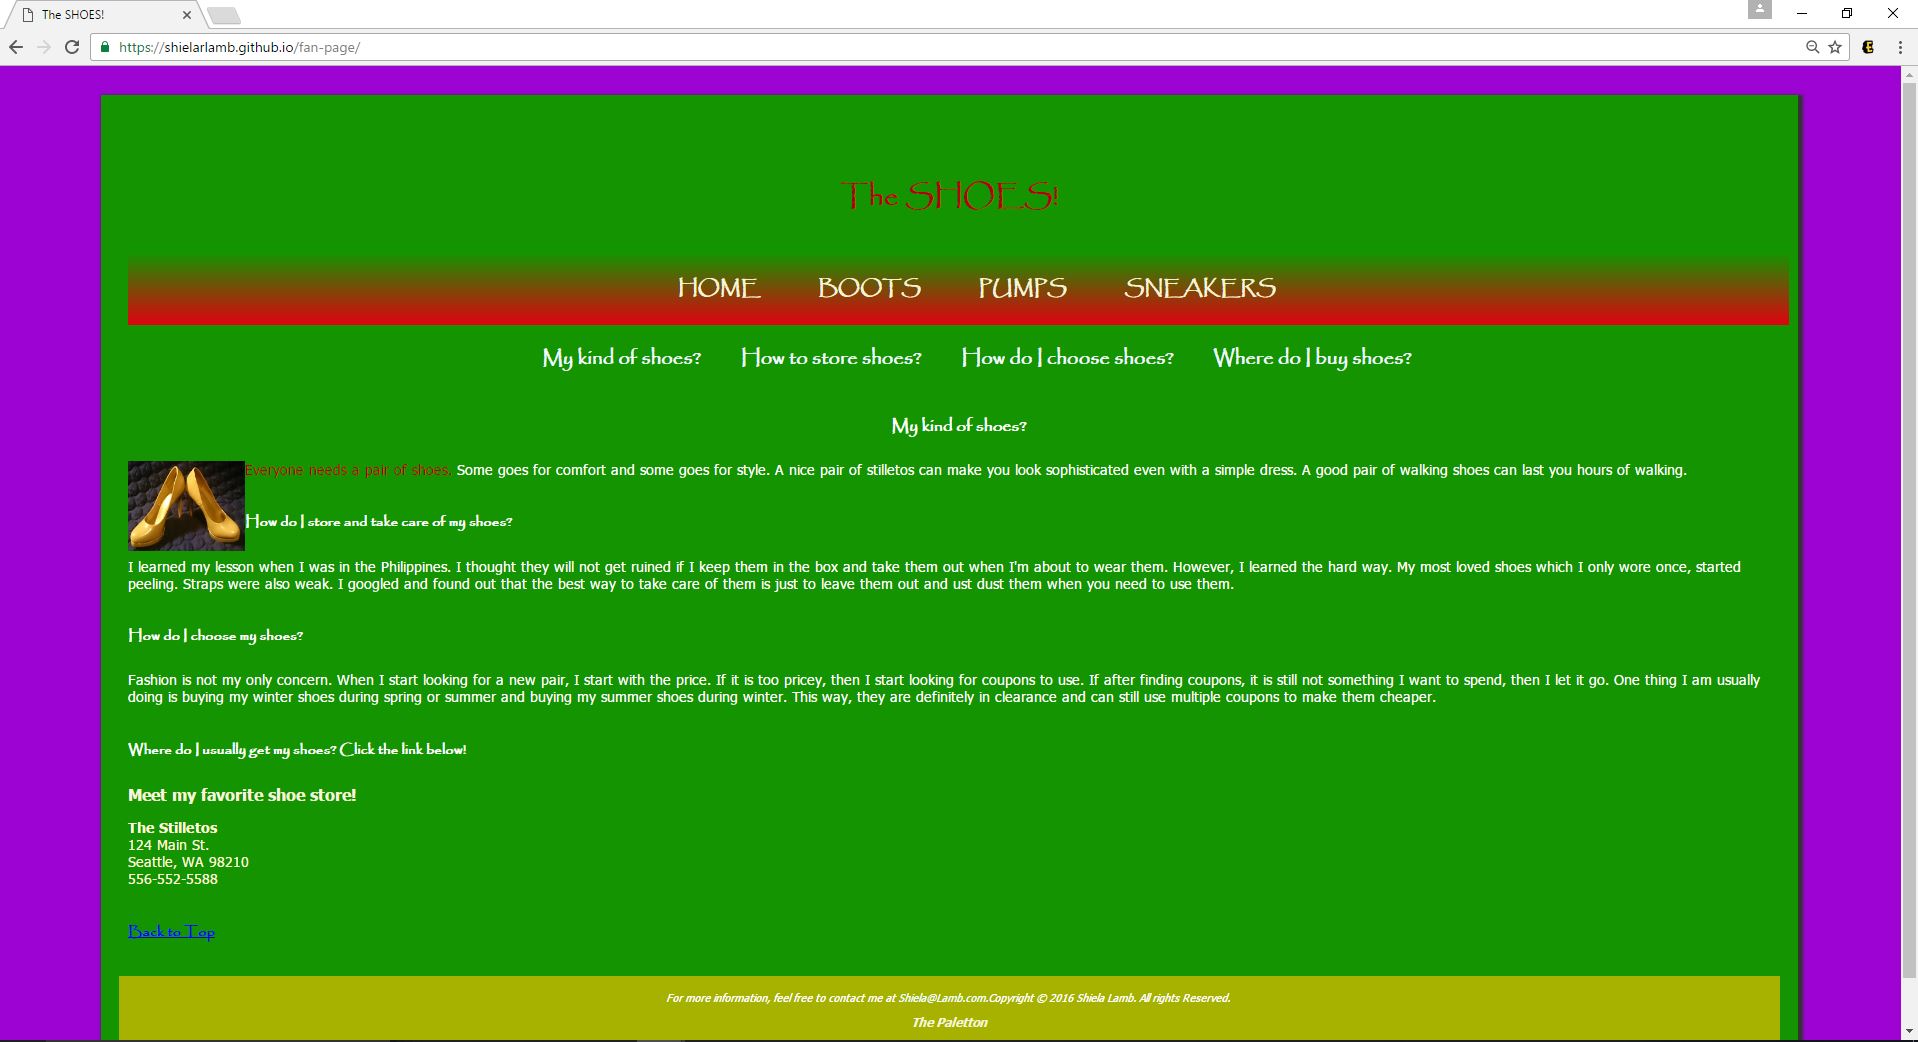 The SHOES!
https://shielarlamb.github.io/fan-page/
The SHOES!
HOME BOOTS PUMPS SNEAKERS
My kind of shoes? How to store shoes? How do I choose shoes? Where do I buy shoes?
My kind of shoes?
Everyone needs a pair of shoes. Some goes for comfort and some goes for style. A nice pair of stilletos can make you look sophisticated even with a simple dress. A good pair of walking shoes can last you hours of walking.
How do I store and take care of my shoes?
I learned my lesson when I was in the Philippines. I thought they will not get ruined if I keep them in the box and take them out when I'm about to wear them. However, I learned the hard way. My most loved shoes which I only wore once, started
peeling. Straps were also weak. I googled and found out that the best way to take care of them is just to leave them out and ust dust them when you need to use them.
How do I choose my shoes?
Fashion is not my only concern. When I start looking for a new pair, I start with the price. If it is too pricey, then I start looking for coupons to use. If after finding coupons, it is still not something I want to spend, then I let it go. One thing I am usually
doing is buying my winter shoes during spring or summer and buying my summer shoes during winter. This way, they are definitely in clearance and can still use multiple coupons to make them cheaper.
Where do I usually get my shoes? Click the link below!
Meet my favorite shoe store!
The Stilletos
124 Main St.
Seattle, WA 98210
556-552-5588
Back to Top
For more information, feel free to contact me at Shiela@Lamb.com.Copyright © 2016 Shiela Lamb. All rights Reserved.
The Paletton